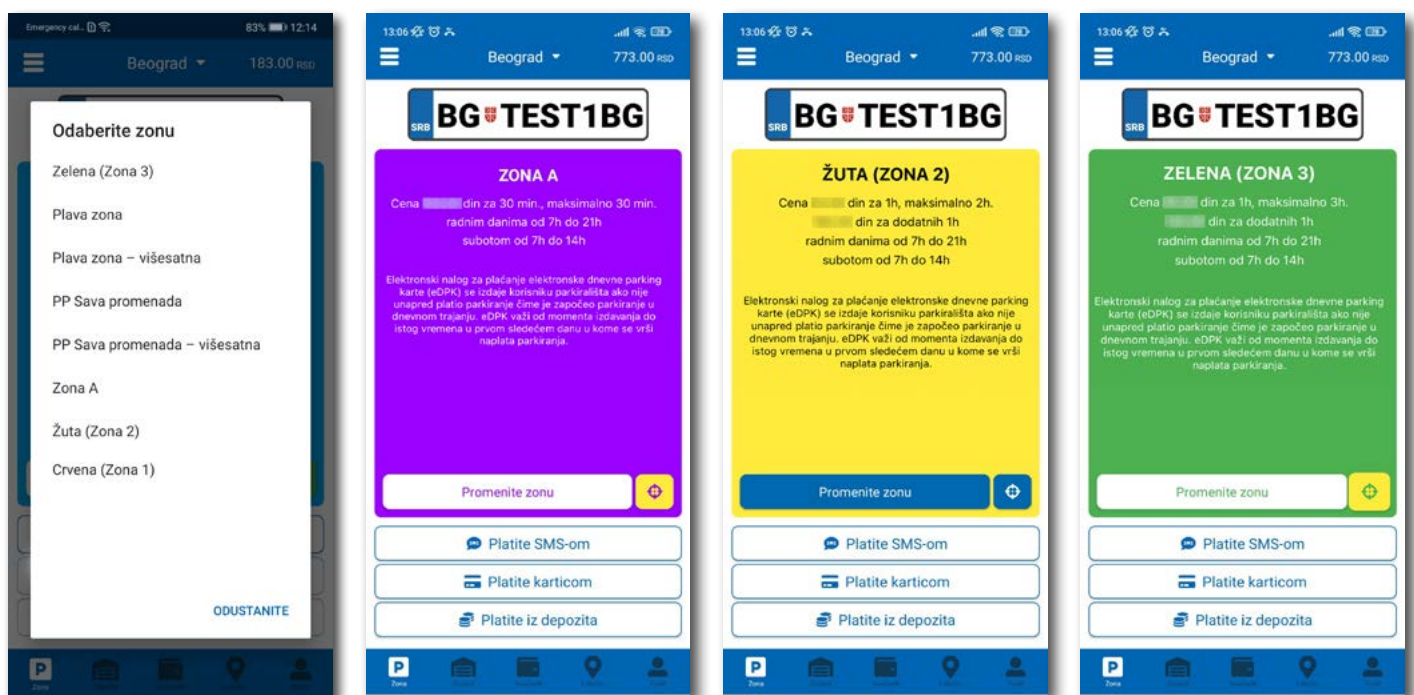 Emergency cal..
83% 12:14
Beograd
183.00 RSD
Odaberite zonu
Zelena (Zona 3)
Plava zona
Plava zona – višesatna
PP Sava promenada
PP Sava promenada – višesatna
Zona A
Žuta (Zona 2)
Crvena (Zona 1)
ODUSTANITE
P
Zona
13:06
Beograd
773.00 RSD
SRB BG TEST1BG
ZONA A
Cena din za 30 min., maksimalno 30 min.
radnim danima od 7h do 21h
subotom od 7h do 14h
Elektronski nalog za plaćanje elektronske dnevne parking
karte (eDPK) se izdaje korisniku parkirališta ako nije
unapred platio parkiranje čime je započeo parkiranje u
dnevnom trajanju. eDPK važi od momenta izdavanja do
istog vremena u prvom sledećem danu u kome se vrši
naplata parkiranja.
Promenite zonu
Platite SMS-om
Platite karticom
Platite iz depozita
P
Zona
13:06
Beograd
773.00 RSD
SRB BG TEST1BG
ŽUTA (ZONA 2)
Cena din za 1h, maksimalno 2h.
din za dodatnih 1h
radnim danima od 7h do 21h
subotom od 7h do 14h
Elektronski nalog za plaćanje elektronske dnevne parking
karte (eDPK) se izdaje korisniku parkirališta ako nije
unapred platio parkiranje čime je započeo parkiranje u
dnevnom trajanju. eDPK važi od momenta izdavanja do
istog vremena u prvom sledećem danu u kome se vrši
naplata parkiranja.
Promenite zonu
Platite SMS-om
Platite karticom
Platite iz depozita
P
Zona
13:06
Beograd
773.00 RSD
SRB BG TEST1BG
ZELENA (ZONA 3)
Cena din za 1h, maksimalno 3h.
din za dodatnih 1h
radnim danima od 7h do 21h
subotom od 7h do 14h
Elektronski nalog za plaćanje elektronske dnevne parking
karte (eDPK) se izdaje korisniku parkirališta ako nije
unapred platio parkiranje čime je započeo parkiranje u
dnevnom trajanju. eDPK važi od momenta izdavanja do
istog vremena u prvom sledećem danu u kome se vrši
naplata parkiranja.
Promenite zonu
Platite SMS-om
Platite karticom
Platite iz depozita
P
Zona